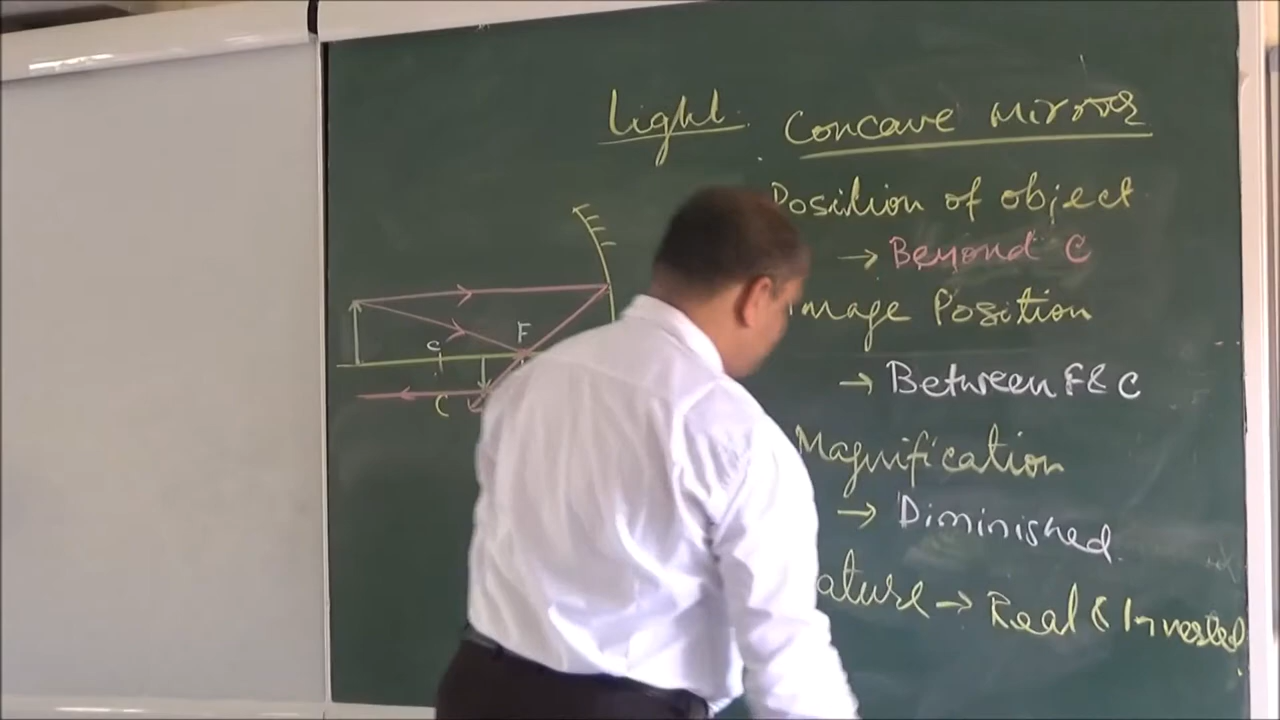 Light.
Concave Mirror
Position of object
→ Beyond C
Image Position
→ Between F & C
Magnification
→ Diminished.
ature → Real & Inverted
F
C
C